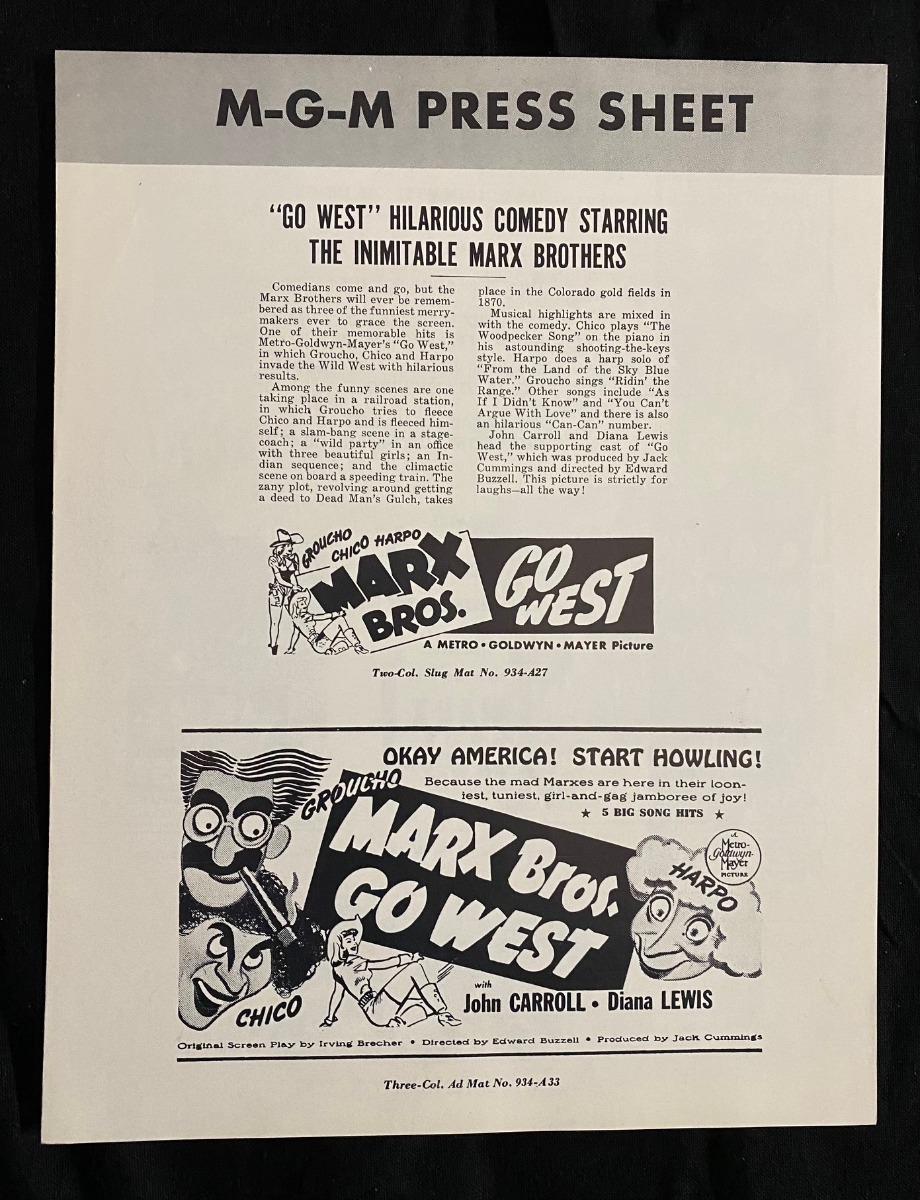 M-G-M PRESS SHEET
"GO WEST" HILARIOUS COMEDY STARRING
THE INIMITABLE MARX BROTHERS
Comedians come and go, but the
Marx Brothers will ever be remem-
bered as three of the funniest merry-
makers ever to grace the screen.
One of their memorable hits is
Metro-Goldwyn-Mayer's "Go West,"
in which Groucho, Chico and Harpo
invade the Wild West with hilarious
results.
Among the funny scenes are one
taking place in a railroad station,
in which Groucho tries to fleece
Chico and Harpo and is fleeced him-
self; a slam-bang scene in a stage-
coach; a "wild party" in an office
with three beautiful girls; an In-
dian sequence; and the climactic
scene on board a speeding train. The
zany plot, revolving around getting
a deed to Dead Man's Gulch, takes
place in the Colorado gold fields in
1870.
Musical highlights are mixed in
with the comedy. Chico plays "The
Woodpecker Song" on the piano in
his astounding shooting-the-keys
style. Harpo does a harp solo of
"From the Land of the Sky Blue
Water." Groucho sings "Ridin' the
Range." Other songs include "As
If I Didn't Know" and "You Can't
Argue With Love" and there is also
an hilarious "Can-Can" number.
John Carroll and Diana Lewis
head the supporting cast of "Go
West," which was produced by Jack
Cummings and directed by Edward
Buzzell. This picture is strictly for
laughs—all the way!
GROUCHO
CHICO HARPO
MARX
BROS.
GO
WEST
A METRO • GOLDWYN • MAYER Picture
Two-Col. Slug Mat No. 934-A27
OKAY AMERICA! START HOWLING!
Because the mad Marxes are here in their loon-
iest, tuniest, girl-and-gag jamboree of joy!
★ 5 BIG SONG HITS ★
GROUCHO
MARX Bros.
GO WEST
A
Metro-
Goldwyn-
Mayer
PICTURE
HARPO
CHICO
with
John CARROLL • Diana LEWIS
Original Screen Play by Irving Brecher • Directed by Edward Buzzell • Produced by Jack Cummings
Three-Col. Ad Mat No. 934-A33